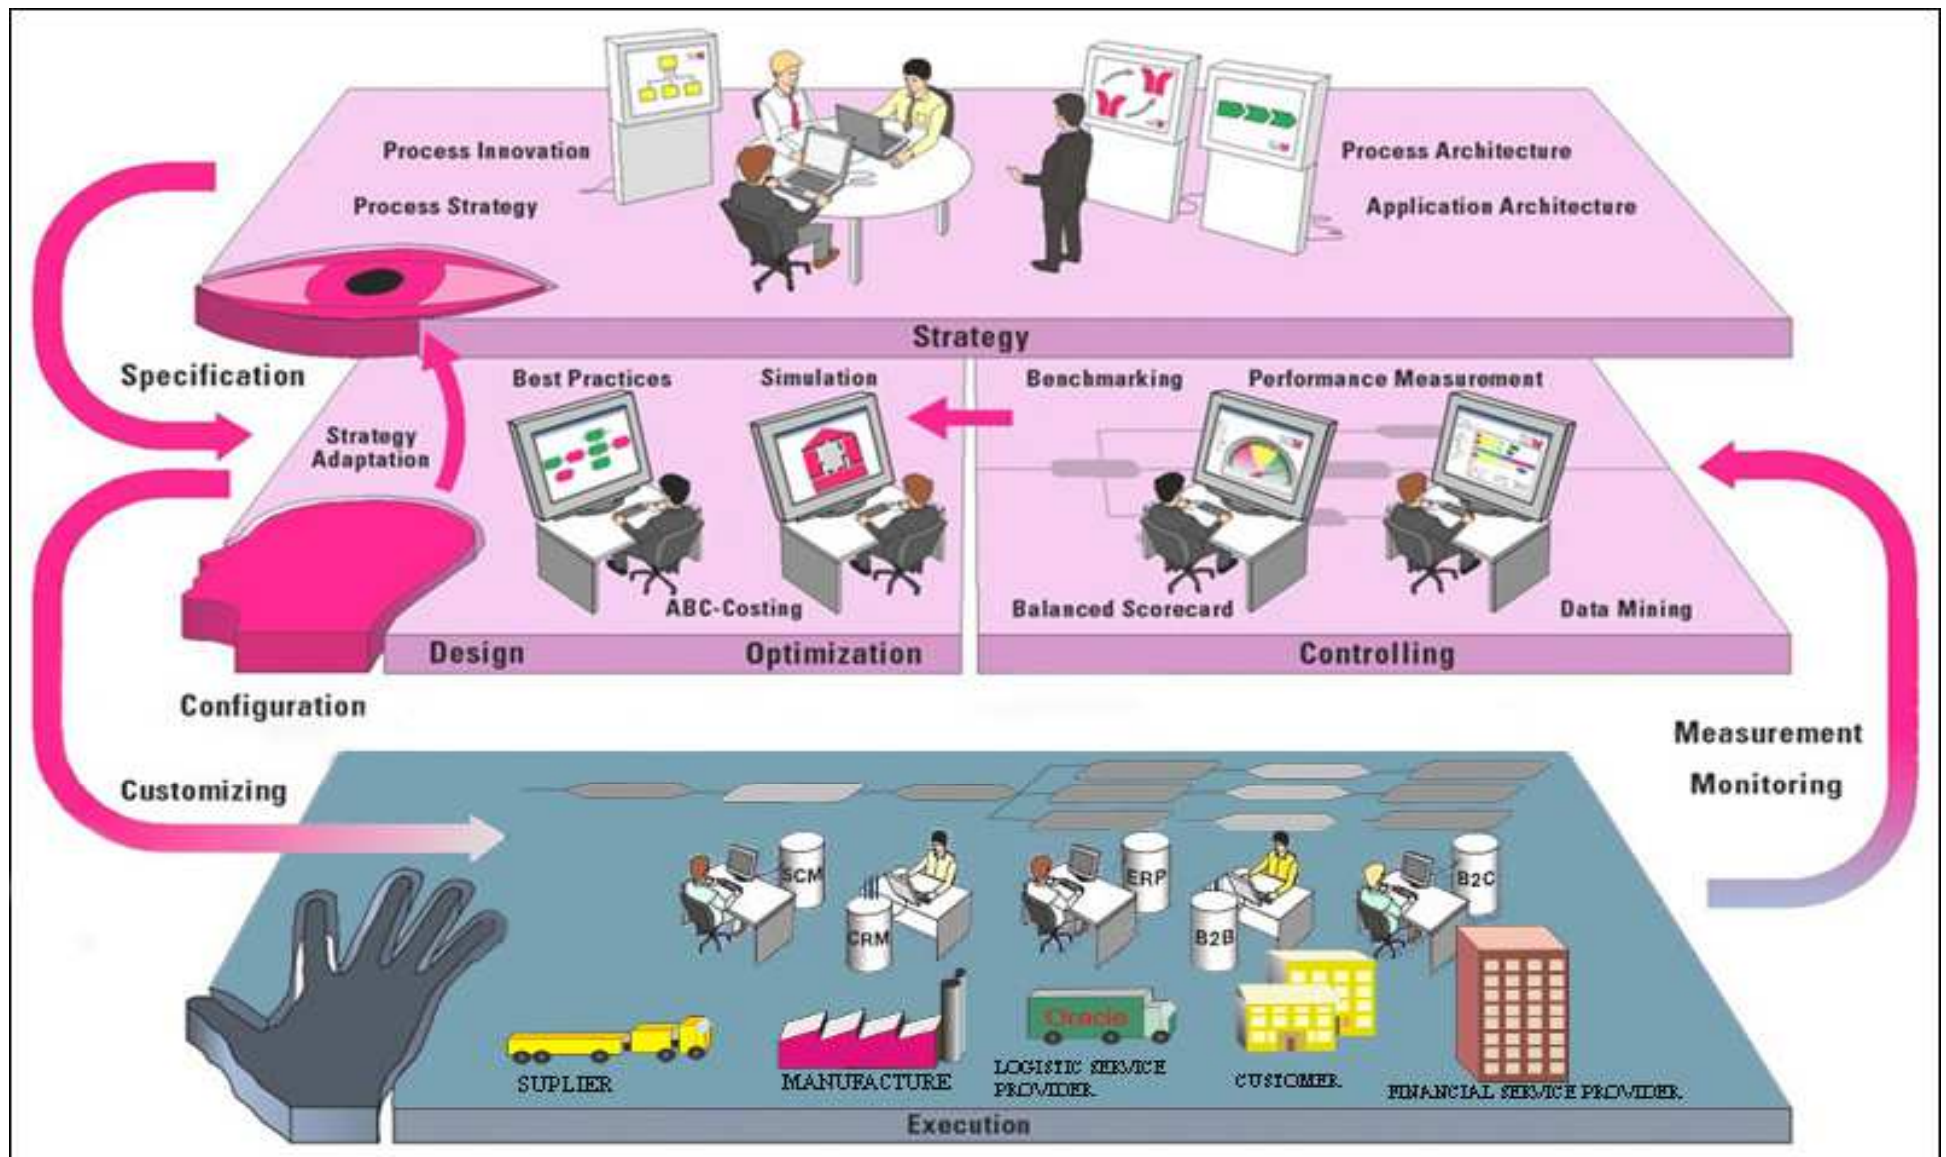 Process Innovation
Process Strategy
Process Architecture
Application Architecture
Strategy
Specification
Strategy
Adaptation
Best Practices
Simulation
Benchmarking
Performance Measurement
ABC-Costing
Balanced Scorecard
Data Mining
Design
Optimization
Controlling
Configuration
Customizing
Measurement
Monitoring
SCM
CRM
ERP
B2B
B2C
Oracle
SUPLIER
MANUFACTURE
LOGISTIC SERVICE
PROVIDER
CUSTOMER
FINANCIAL SERVICE PROVIDER
Execution